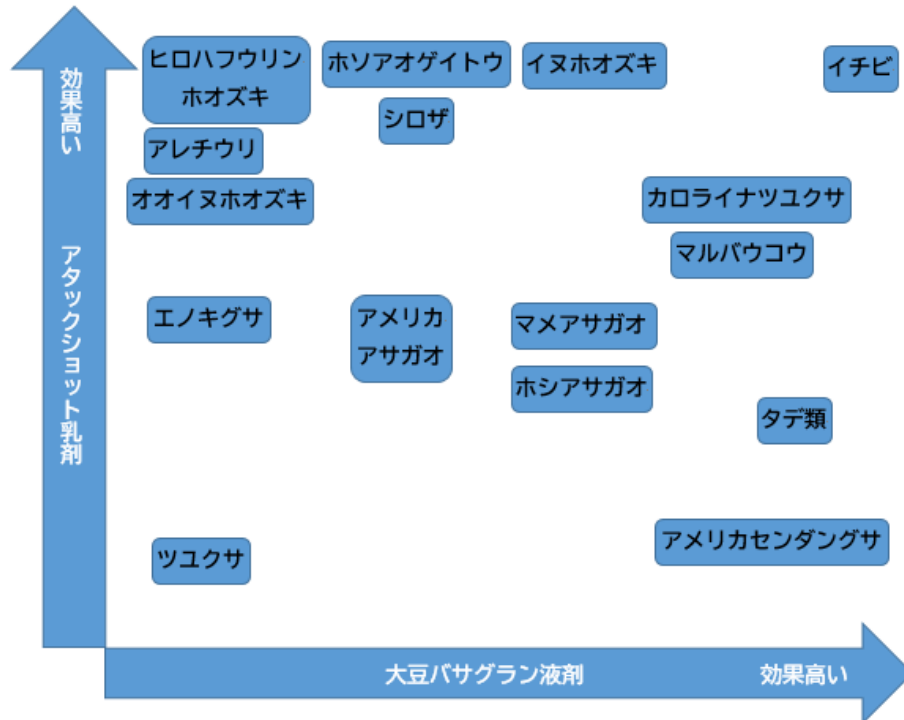 効果高い
アタックショット乳剤
ヒロハフウリン
ホオズキ
ホソアオゲイトウ
イヌホオズキ
イチビ
シロザ
アレチウリ
オオイヌホオズキ
カロライナツユクサ
マルバウコウ
エノキグサ
アメリカ
アサガオ
マメアサガオ
ホシアサガオ
タデ類
ツユクサ
アメリカセンダングサ
大豆バサグラン液剤
効果高い